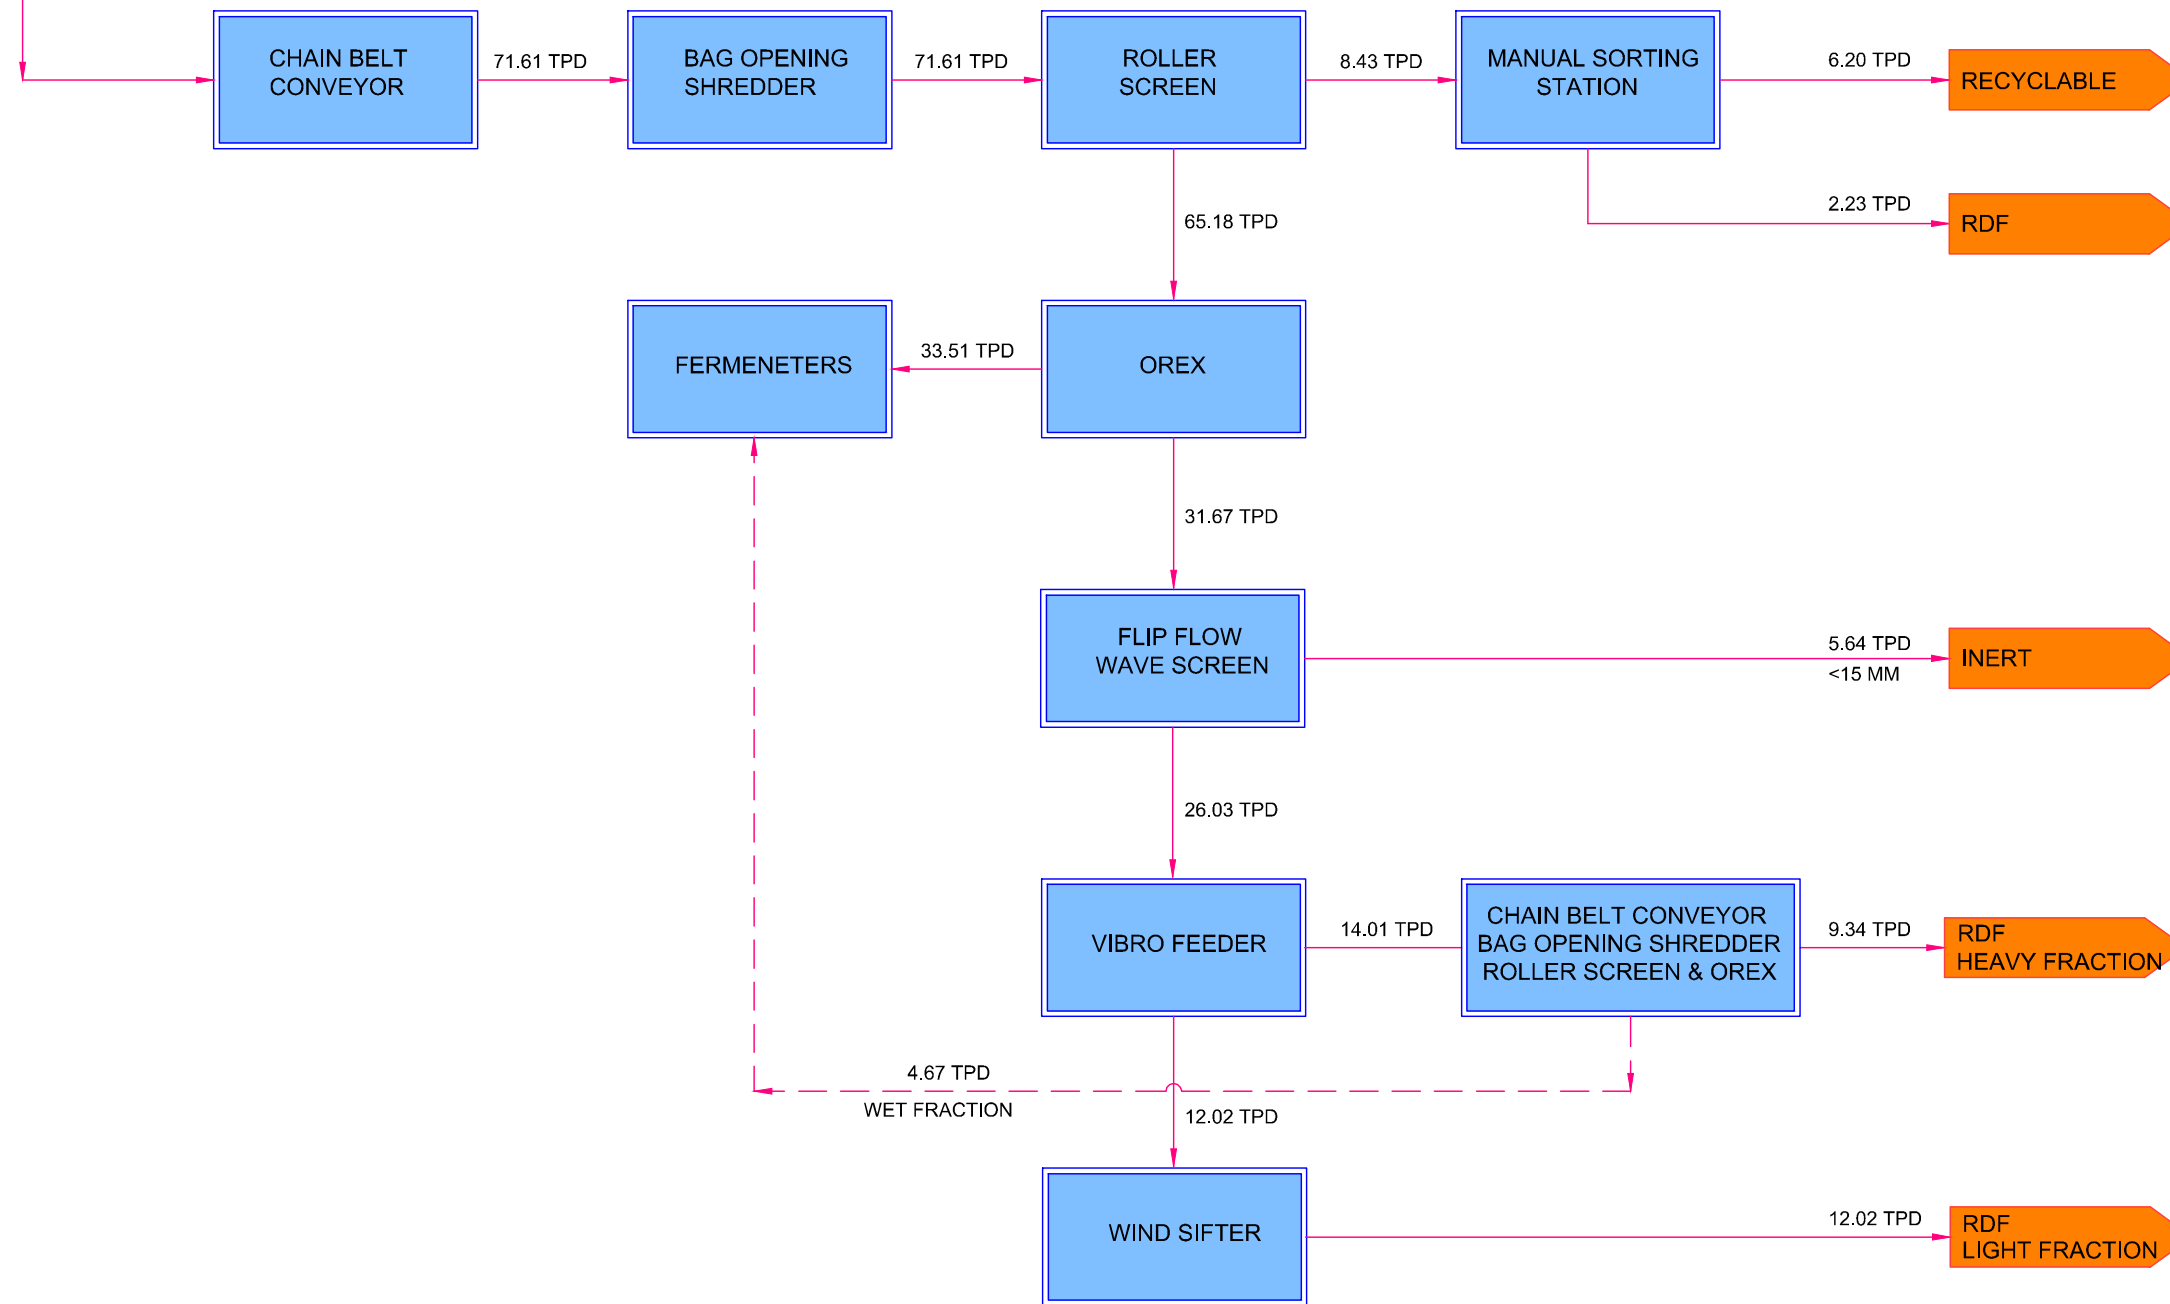 CHAIN BELT
CONVEYOR
71.61 TPD
BAG OPENING
SHREDDER
71.61 TPD
ROLLER
SCREEN
8.43 TPD
MANUAL SORTING
STATION
6.20 TPD
RECYCLABLE
2.23 TPD
RDF
65.18 TPD
FERMENETERS
33.51 TPD
OREX
31.67 TPD
FLIP FLOW
WAVE SCREEN
5.64 TPD
<15 MM
INERT
26.03 TPD
VIBRO FEEDER
14.01 TPD
CHAIN BELT CONVEYOR
BAG OPENING SHREDDER
ROLLER SCREEN & OREX
9.34 TPD
RDF
HEAVY FRACTION
4.67 TPD
WET FRACTION
12.02 TPD
WIND SIFTER
12.02 TPD
RDF
LIGHT FRACTION